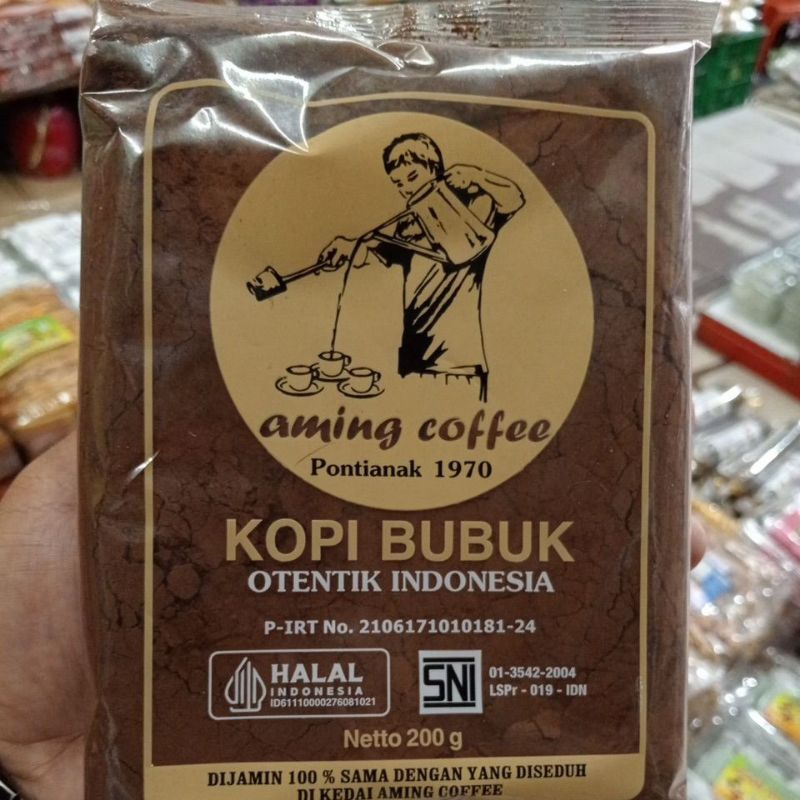 aming coffee
Pontianak 1970
KOPI BUBUK
OTENTIK INDONESIA
P-IRT No. 2106171010181-24
HALAL
INDONESIA
ID61110000276081021
SNI
01-3542-2004
LSPr - 019 - IDN
Netto 200 g
DIJAMIN 100 % SAMA DENGAN YANG DISEDUH
DI KEDAI AMING COFFEE